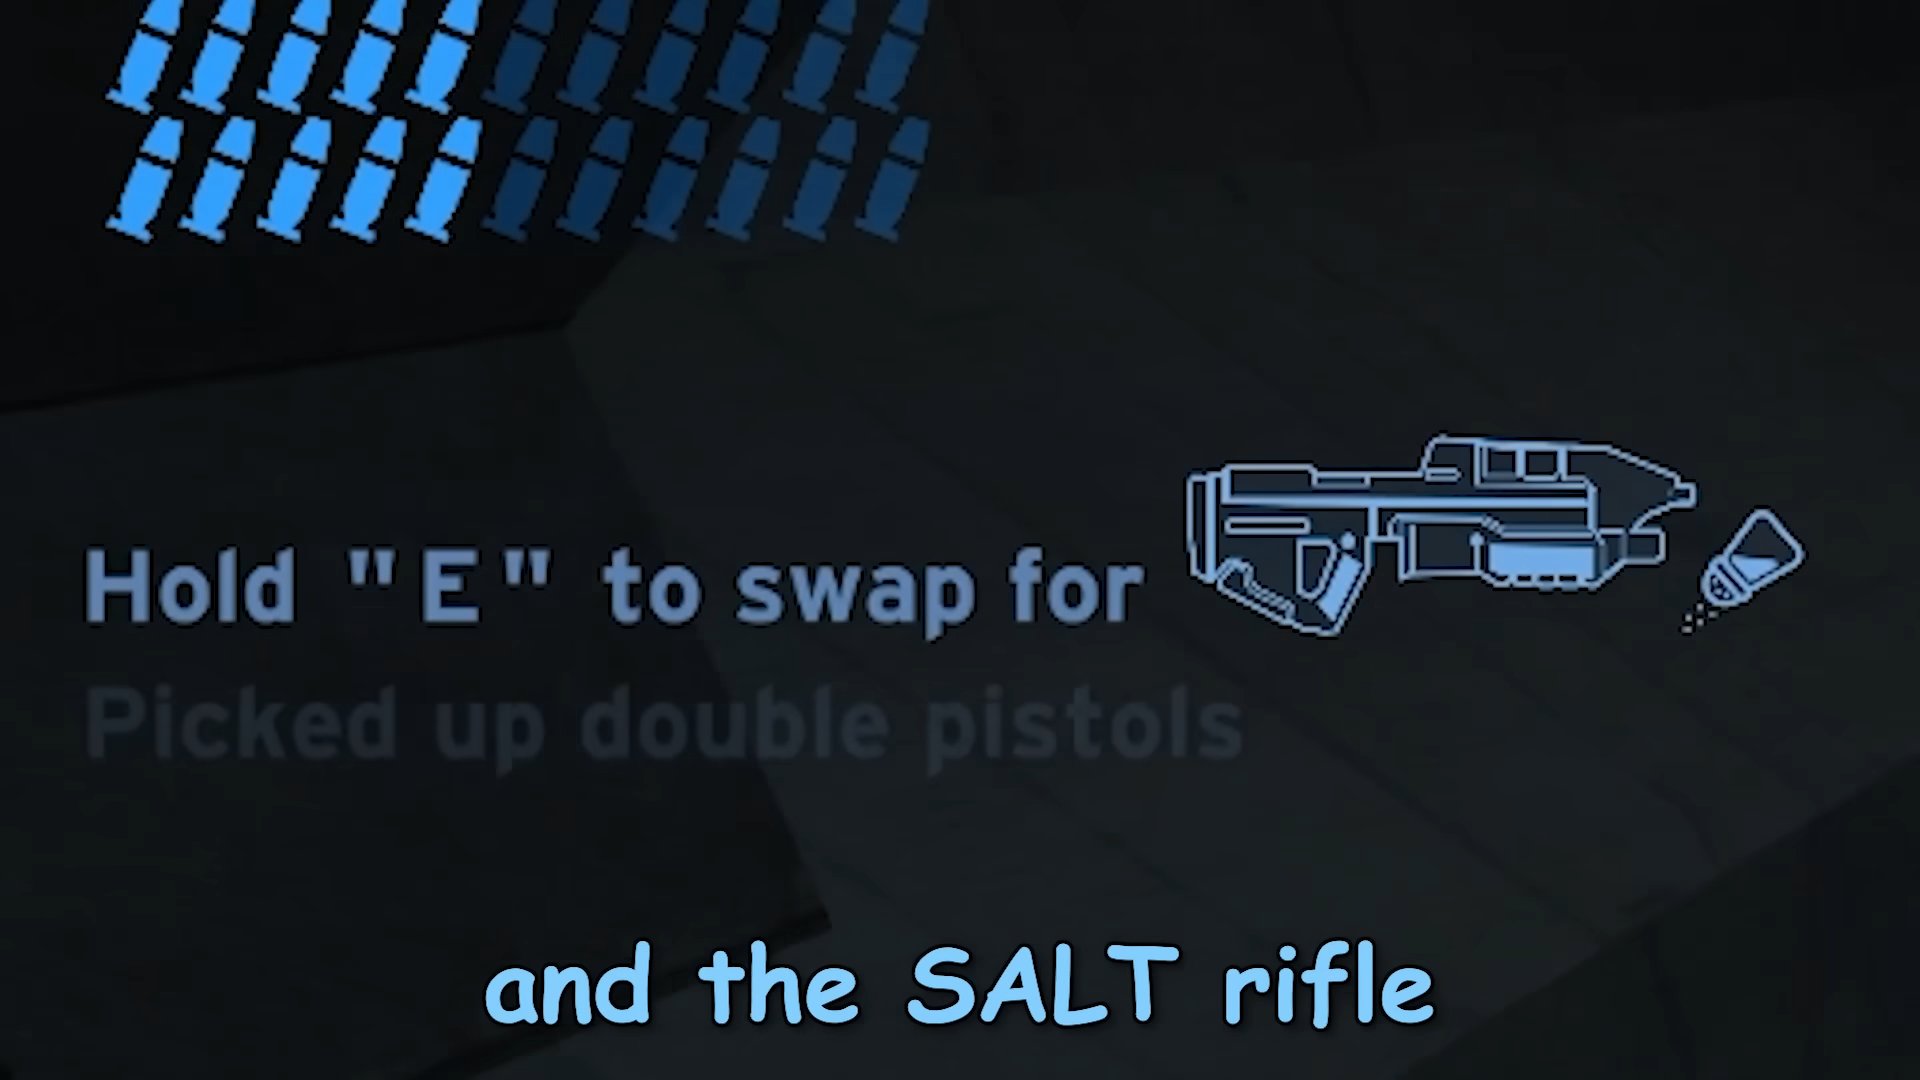 Hold "E" to swap for
Picked up double pistols
and the SALT rifle